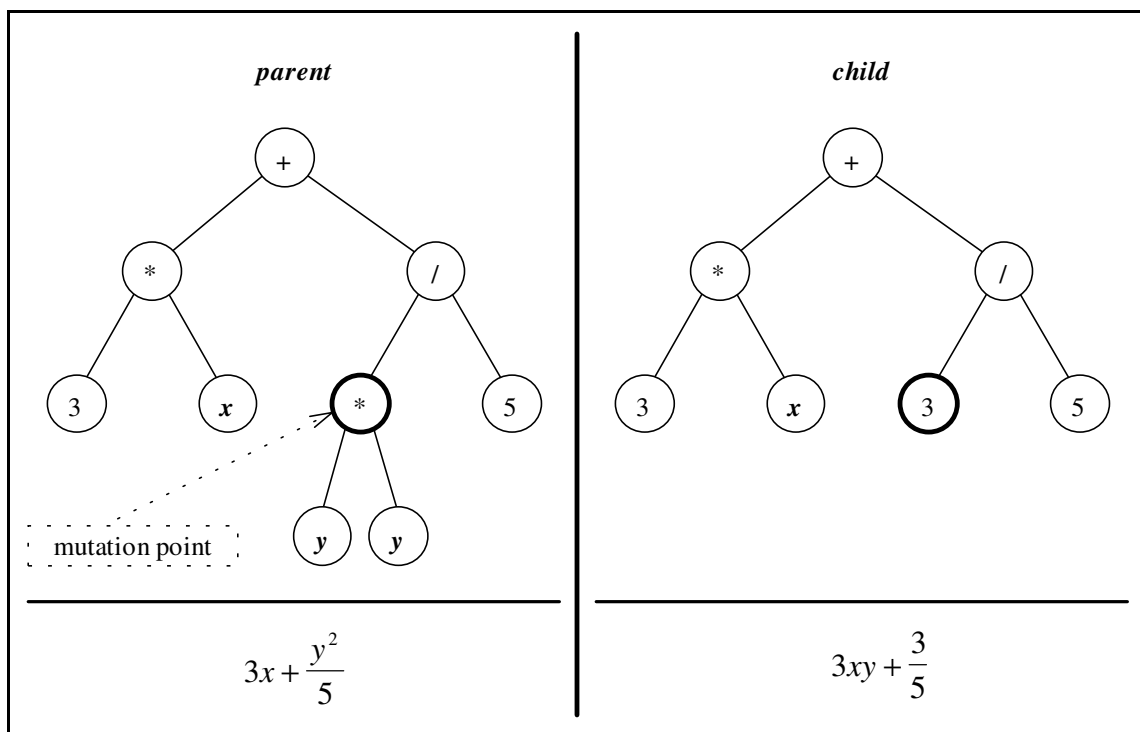 parent
+
* /
3 x * 5
mutation point
y y
3x + y² / 5
child
+
* /
3 x 3 5
3xy + 3 / 5